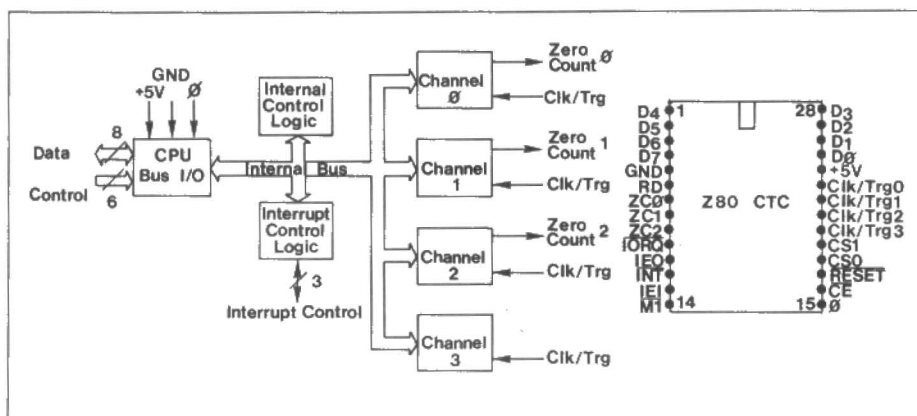 GND
+5V Ø
8
Data
Control
6
CPU
Bus I/O
Internal
Control
Logic
Internal Bus
Interrupt
Control
Logic
3
Interrupt Control
Channel
Ø
Zero
Count Ø
Clk/Trg
Channel
1
Zero
Count 1
Clk/Trg
Channel
2
Zero
Count 2
Clk/Trg
Channel
3
Clk/Trg
Z80 CTC
D4 1
D5
D6
D7
GND
RD
ZCØ
ZC1
ZC2
IORQ
IEO
INT
IEI
M1 14
28 D3
D2
D1
DØ
+5V
Clk/Trg0
Clk/Trg1
Clk/Trg2
Clk/Trg3
CS1
CS0
RESET
CE
15 Ø